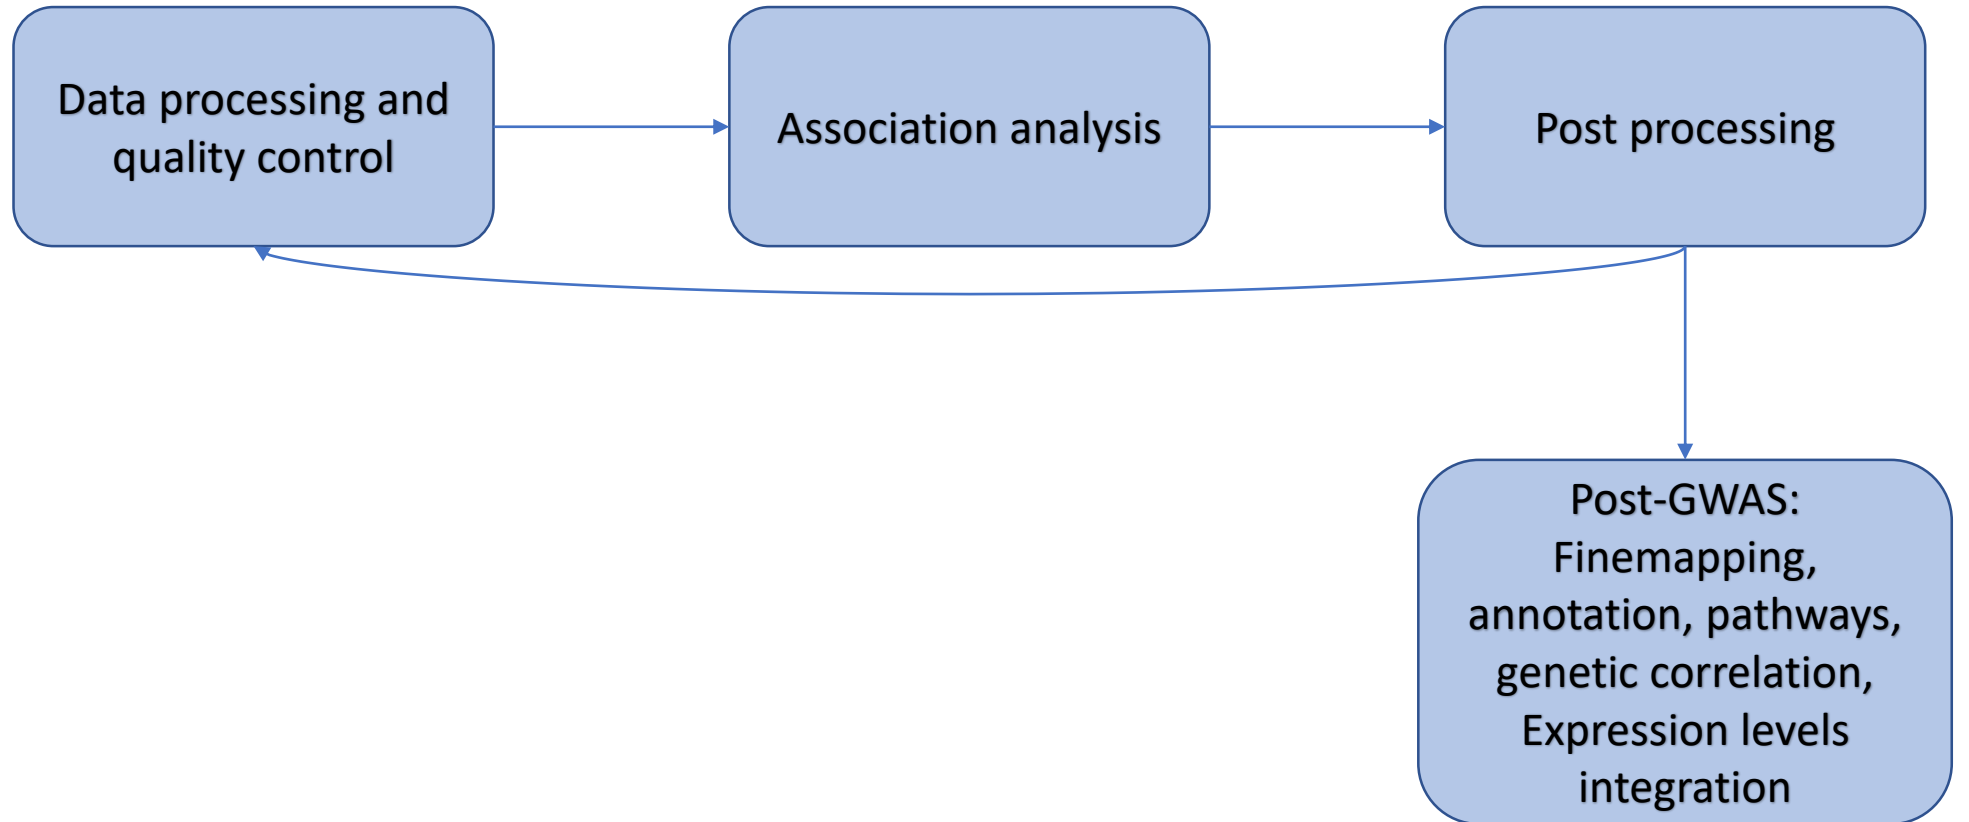 Data processing and
quality control
Association analysis
Post processing
Post-GWAS:
Finemapping,
annotation, pathways,
genetic correlation,
Expression levels
integration